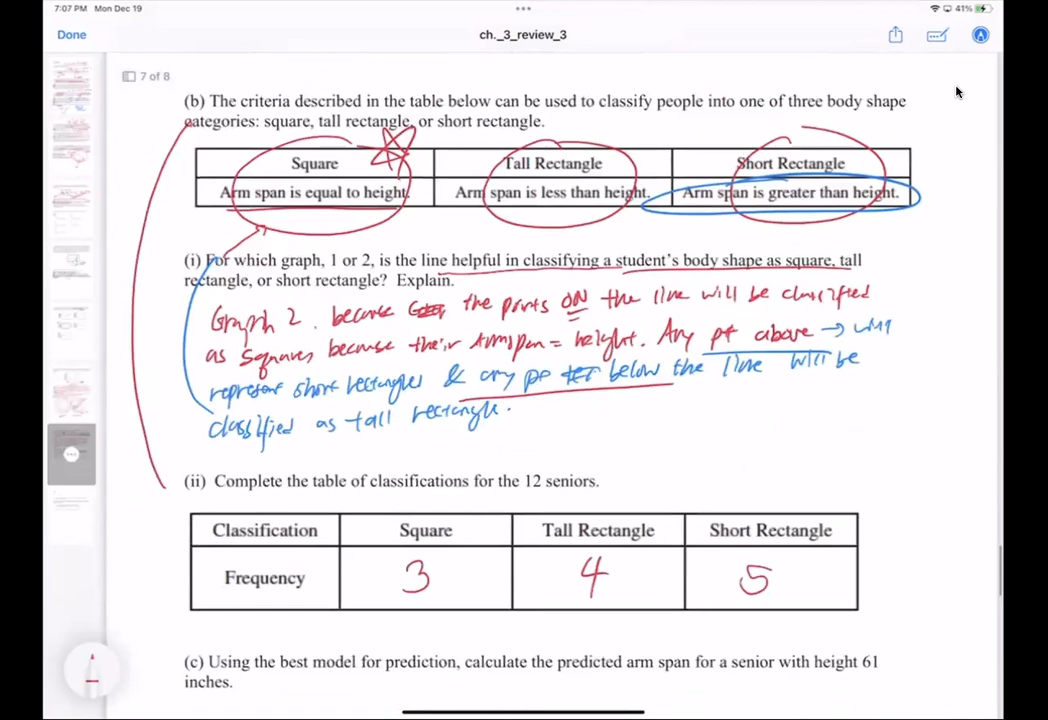 7:07 PM Mon Dec 19
41%
Done
ch._3_review_3
7 of 8
(b) The criteria described in the table below can be used to classify people into one of three body shape
categories: square, tall rectangle, or short rectangle.
Square Tall Rectangle Short Rectangle
Arm span is equal to height. Arm span is less than height. Arm span is greater than height.
(i) For which graph, 1 or 2, is the line helpful in classifying a student's body shape as square, tall
rectangle, or short rectangle? Explain.
Graph 2. because the points ON the line will be classified
as squares because their Armspan = height. Any pt above → will
represent short rectangles & any pt below the line will be
classified as tall rectangle.
(ii) Complete the table of classifications for the 12 seniors.
Classification Square Tall Rectangle Short Rectangle
Frequency 3 4 5
(c) Using the best model for prediction, calculate the predicted arm span for a senior with height 61
inches.